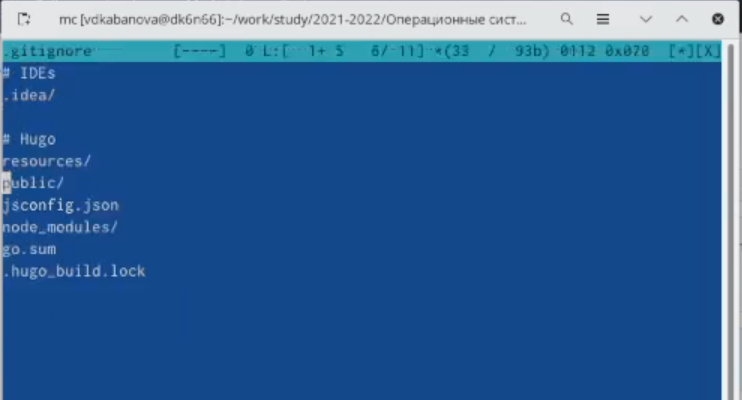 mc [vdkabanova@dk6n66]:~/work/study/2021-2022/Операционные сист...
.gitignore [----] 0 L:[ 1+ 5 6/ 11] *(33 / 93b) 0112 0x070 [*][X]
# IDEs
.idea/
# Hugo
resources/
public/
jsconfig.json
node_modules/
go.sum
.hugo_build.lock